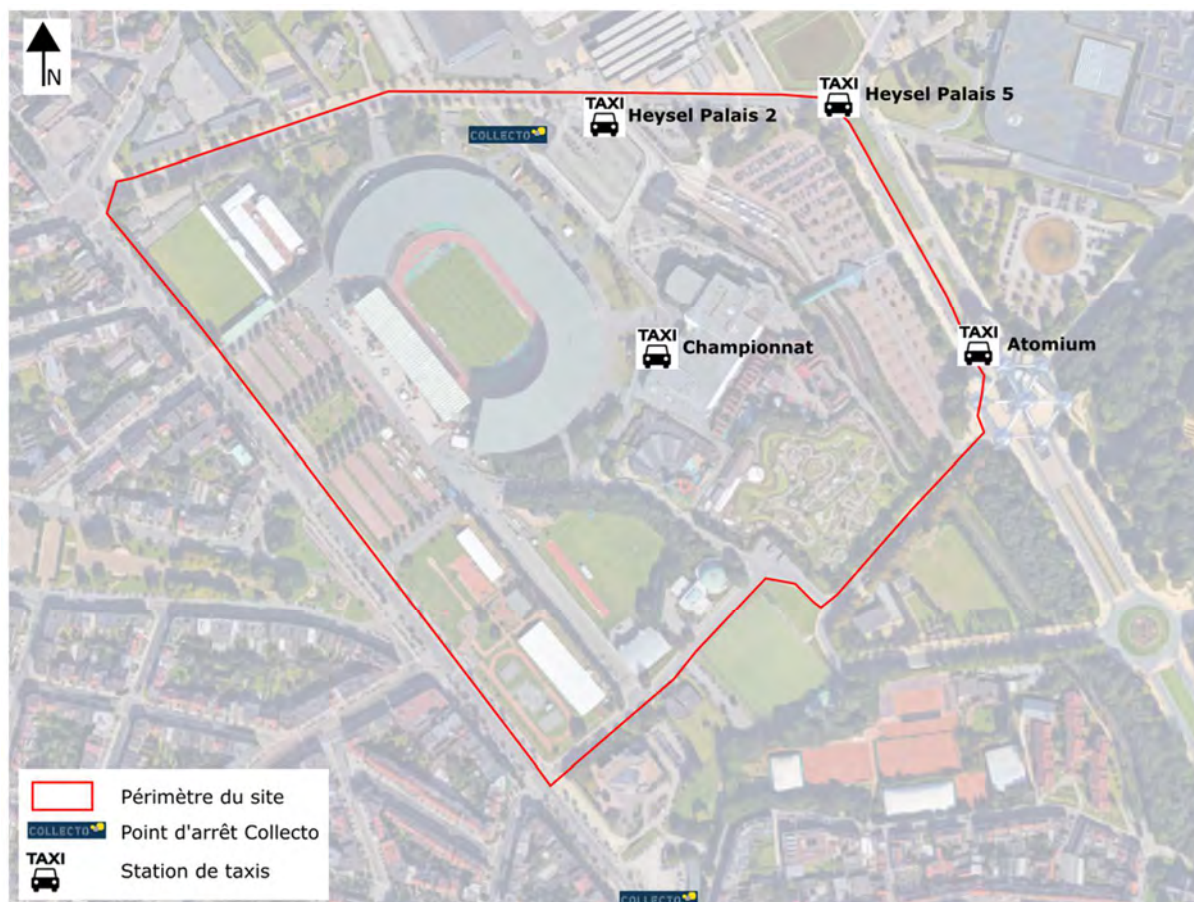 N
TAXI
Heysel Palais 5
TAXI
Heysel Palais 2
COLLECTO
TAXI
Championnat
TAXI
Atomium
Périmètre du site
COLLECTO
Point d'arrêt Collecto
TAXI
Station de taxis
COLLECTO